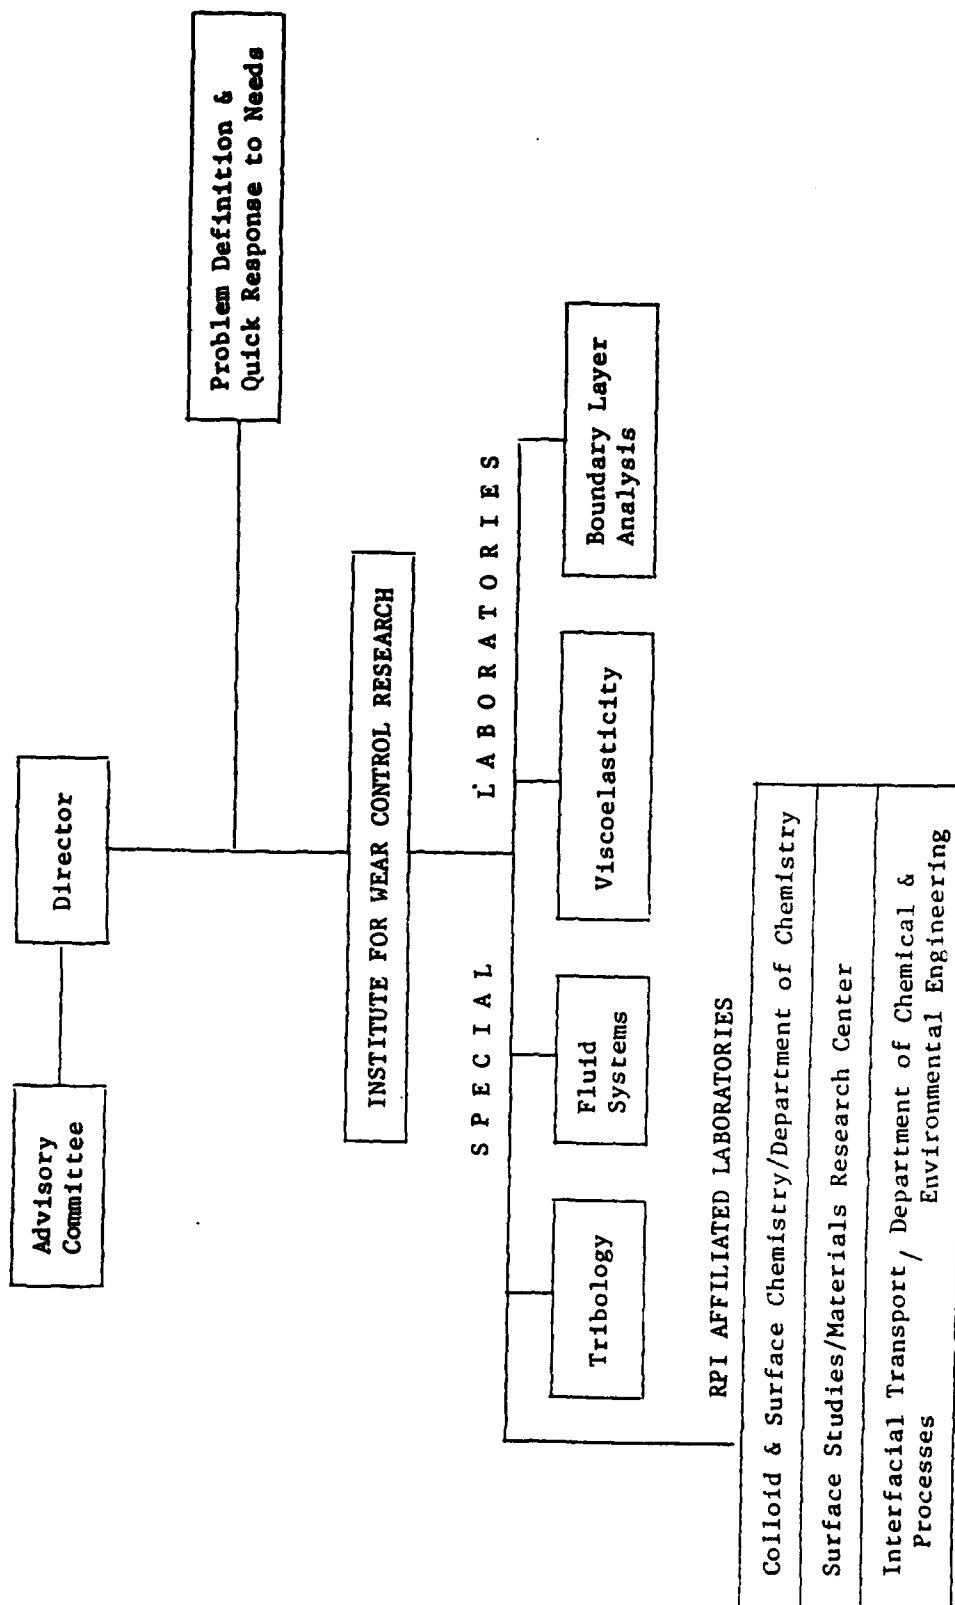 Advisory
Committee
Director
Problem Definition &
Quick Response to Needs
INSTITUTE FOR WEAR CONTROL RESEARCH
SPECIAL LABORATORIES
Tribology
Fluid
Systems
Viscoelasticity
Boundary Layer
Analysis
RPI AFFILIATED LABORATORIES
Colloid & Surface Chemistry/Department of Chemistry
Surface Studies/Materials Research Center
Interfacial Transport/ Department of Chemical &
Processes Environmental Engineering